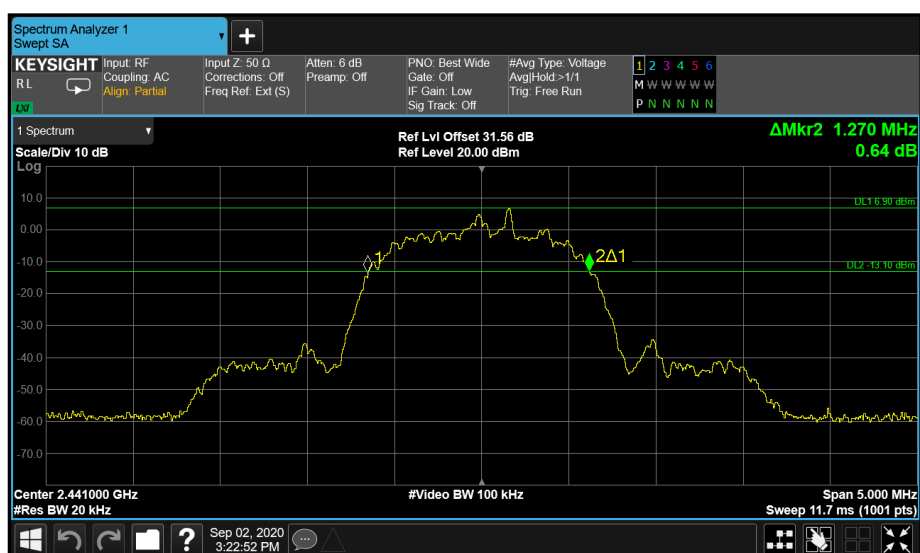 Spectrum Analyzer 1
Swept SA
+
KEYSIGHT Input: RF Input Z: 50 Ω Atten: 6 dB PNO: Best Wide #Avg Type: Voltage 1 2 3 4 5 6
RL Coupling: AC Corrections: Off Preamp: Off Gate: Off Avg|Hold:>1/1 M W W W W W
Align: Partial Freq Ref: Ext (S) IF Gain: Low Trig: Free Run
LXI Sig Track: Off P N N N N N
1 Spectrum
Scale/Div 10 dB
Ref Lvl Offset 31.56 dB
Ref Level 20.00 dBm
ΔMkr2 1.270 MHz
0.64 dB
Log
10.0
DL1 6.90 dBm
0.00
1
2Δ1
-10.0
DL2 -13.10 dBm
-20.0
-30.0
-40.0
-50.0
-60.0
-70.0
Center 2.441000 GHz #Video BW 100 kHz Span 5.000 MHz
#Res BW 20 kHz Sweep 11.7 ms (1001 pts)
? Sep 02, 2020
3:22:52 PM